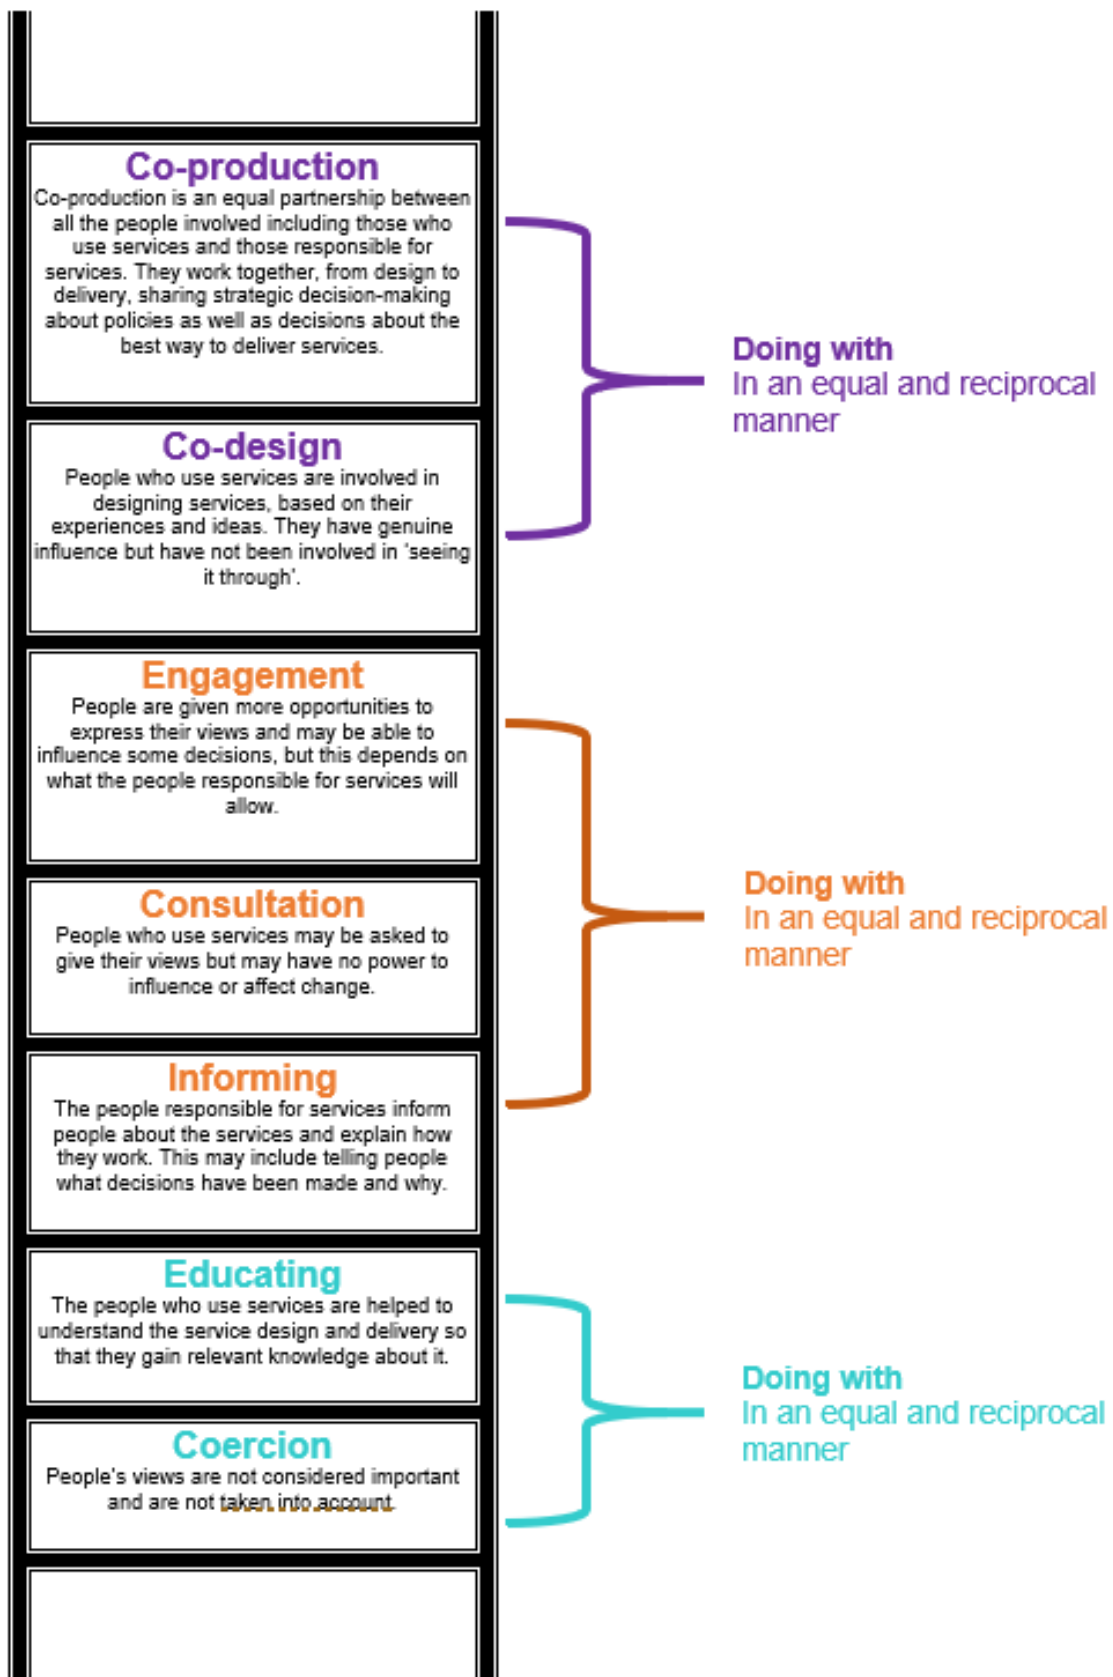 Co-production
Co-production is an equal partnership between
all the people involved including those who
use services and those responsible for
services. They work together, from design to
delivery, sharing strategic decision-making
about policies as well as decisions about the
best way to deliver services.
Doing with
In an equal and reciprocal
manner
Co-design
People who use services are involved in
designing services, based on their
experiences and ideas. They have genuine
influence but have not been involved in 'seeing
it through'.
Engagement
People are given more opportunities to
express their views and may be able to
influence some decisions, but this depends on
what the people responsible for services will
allow.
Doing with
In an equal and reciprocal
manner
Consultation
People who use services may be asked to
give their views but may have no power to
influence or affect change.
Informing
The people responsible for services inform
people about the services and explain how
they work. This may include telling people
what decisions have been made and why.
Educating
The people who use services are helped to
understand the service design and delivery so
that they gain relevant knowledge about it.
Doing with
In an equal and reciprocal
manner
Coercion
People's views are not considered important
and are not taken into account